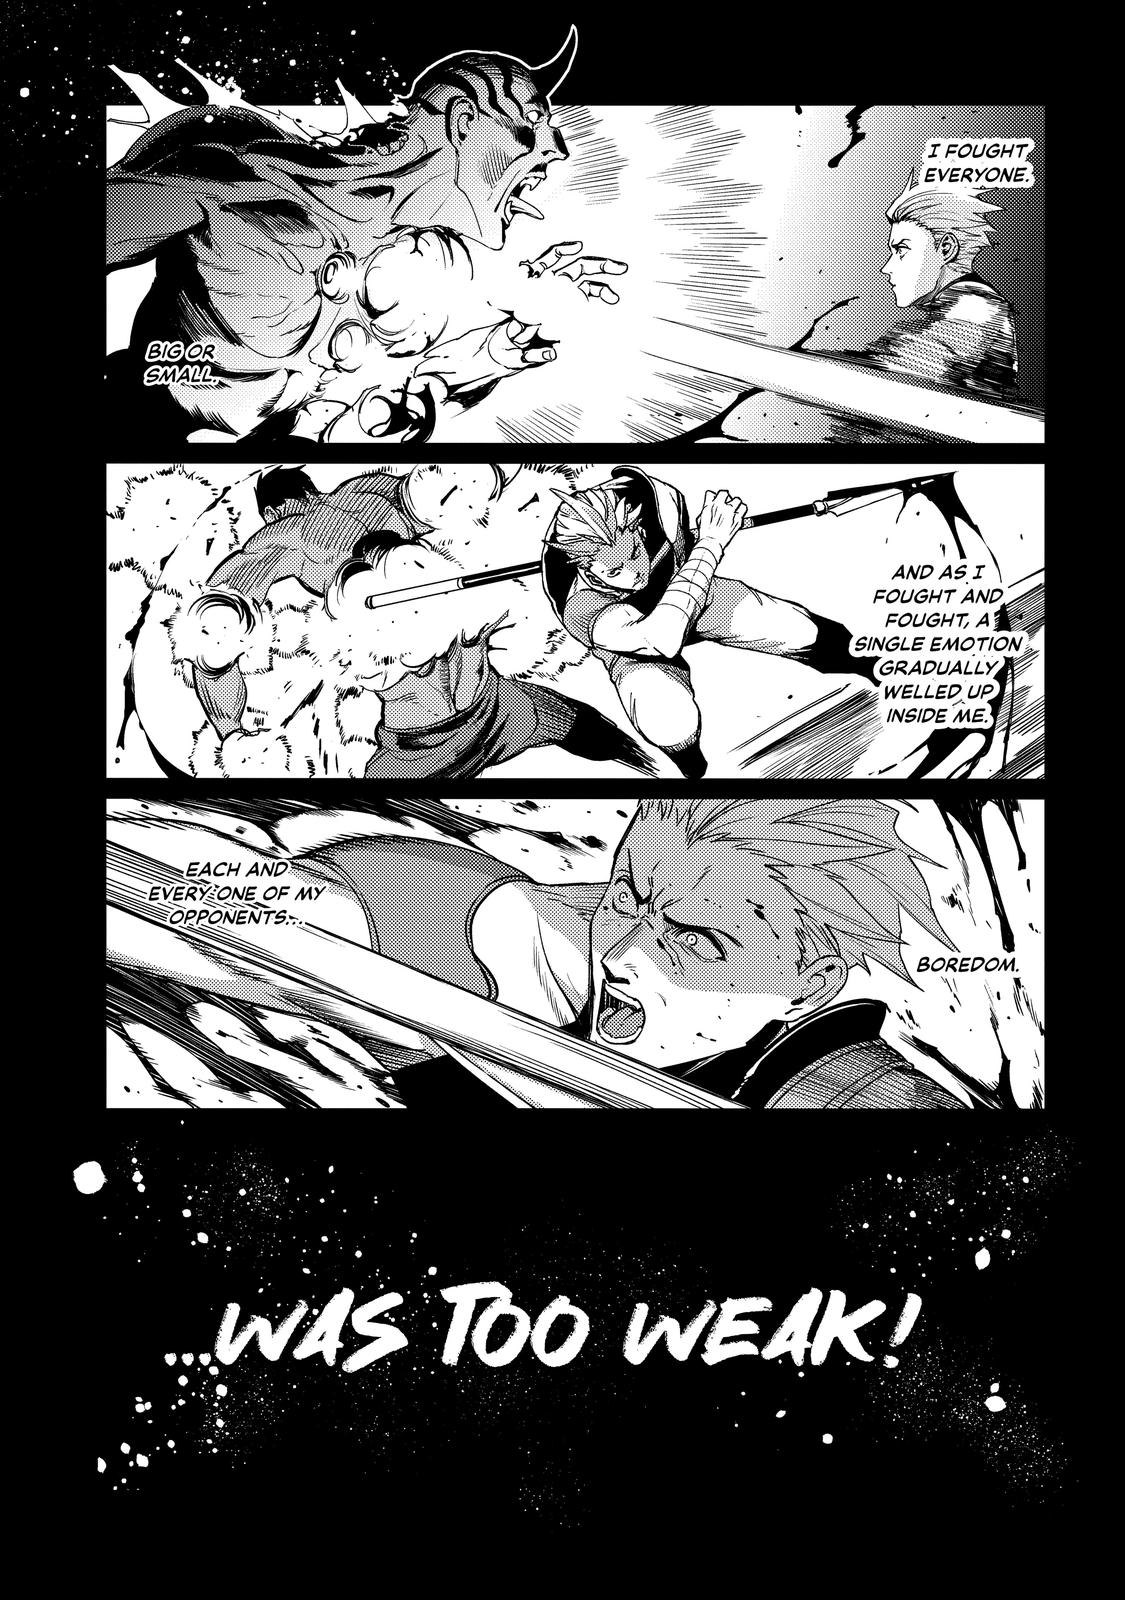 I FOUGHT
EVERYONE.
BIG OR
SMALL.
AND AS I
FOUGHT AND
FOUGHT, A
SINGLE EMOTION
GRADUALLY
WELLED UP
INSIDE ME.
BOREDOM.
EACH AND
EVERY ONE OF MY
OPPONENTS...
...WAS TOO WEAK!